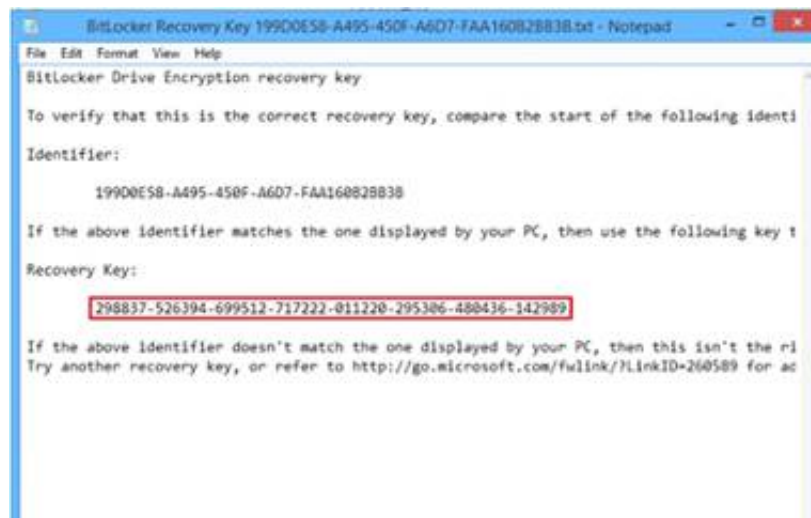 BitLocker Recovery Key 199D0E58-A495-450F-A6D7-FAA160B2BB3B.txt - Notepad
File Edit Format View Help
BitLocker Drive Encryption recovery key
To verify that this is the correct recovery key, compare the start of the following identi
Identifier:
199D0E58-A495-450F-A6D7-FAA160B2BB3B
If the above identifier matches the one displayed by your PC, then use the following key t
Recovery Key:
298837-526394-699512-717222-011220-295306-480436-142989
If the above identifier doesn't match the one displayed by your PC, then this isn't the ri
Try another recovery key, or refer to http://go.microsoft.com/fwlink/?LinkID=260589 for ad